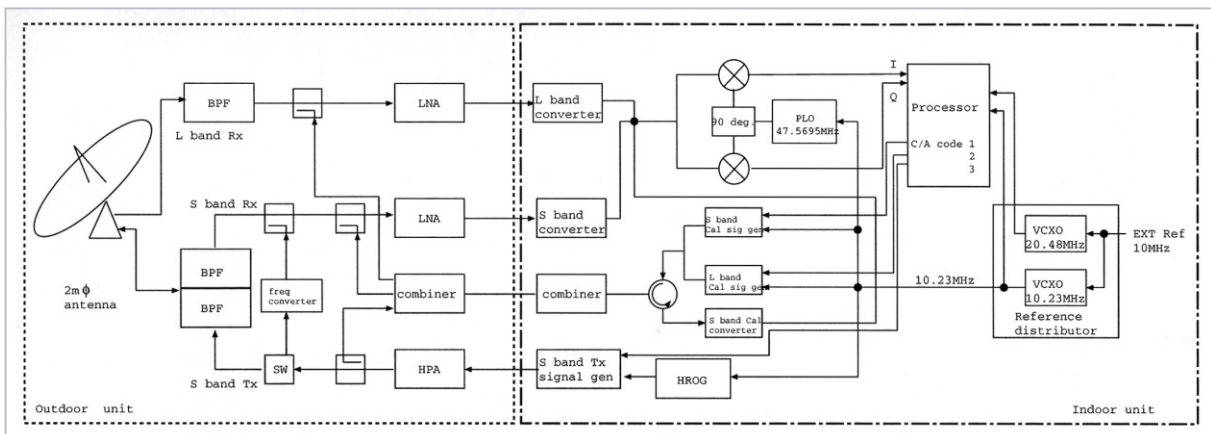 BPF
L band Rx
LNA
L band
converter
90 deg.
PLO
47.5695MHz
I
Q
Processor
C/A code 1
2
3
S band Rx
LNA
S band
converter
S band
Cal sig gen
VCXO
20.48MHz
EXT Ref
10MHz
2mϕ
antenna
BPF
BPF
freq
converter
combiner
combiner
L band
Cal sig gen
10.23MHz
VCXO
10.23MHz
Reference
distributor
S band Cal
converter
S band Tx
SW
HPA
S band Tx
signal gen
HROG
Outdoor unit
Indoor unit